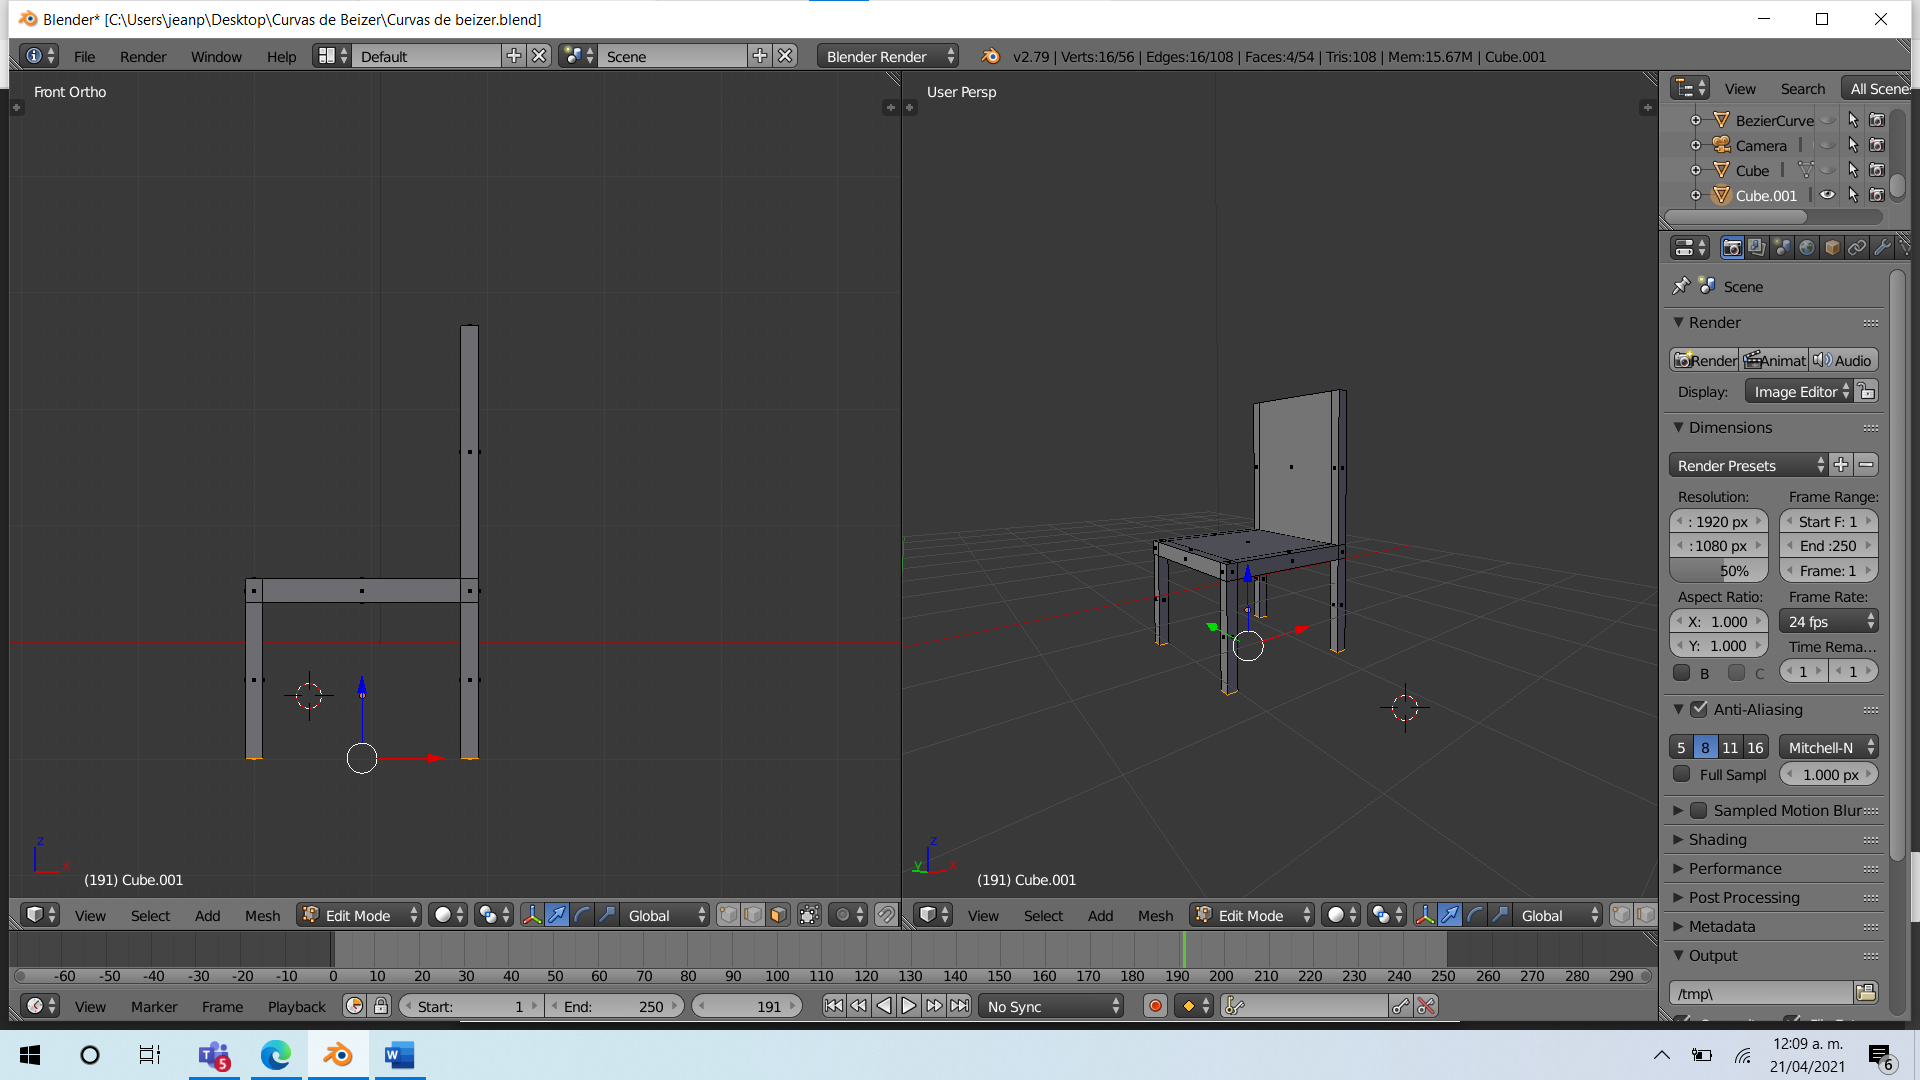 Blender* [C:\Users\jeanp\Desktop\Curvas de Beizer\Curvas de beizer.blend]
File Render Window Help Default Scene Blender Render v2.79 | Verts:16/56 | Edges:16/108 | Faces:4/54 | Tris:108 | Mem:15.67M | Cube.001
Front Ortho
User Persp
View Search All Scene
BezierCurve
Camera
Cube
Cube.001
Scene
Render
Render Animat Audio
Display: Image Editor
Dimensions
Render Presets
Resolution: Frame Range:
: 1920 px Start F: 1
:1080 px End :250
50% Frame: 1
Aspect Ratio: Frame Rate:
X: 1.000 24 fps
Y: 1.000 Time Rema...
B C 1 1
Anti-Aliasing
5 8 11 16 Mitchell-N
Full Sampl 1.000 px
Sampled Motion Blur
Shading
Performance
Post Processing
Metadata
Output
/tmp\
z
x
(191) Cube.001
z
y x
(191) Cube.001
View Select Add Mesh Edit Mode Global
View Select Add Mesh Edit Mode Global
-60 -50 -40 -30 -20 -10 0 10 20 30 40 50 60 70 80 90 100 110 120 130 140 150 160 170 180 190 200 210 220 230 240 250 260 270 280 290
View Marker Frame Playback Start: 1 End: 250 191 No Sync
5
12:09 a. m.
21/04/2021
6